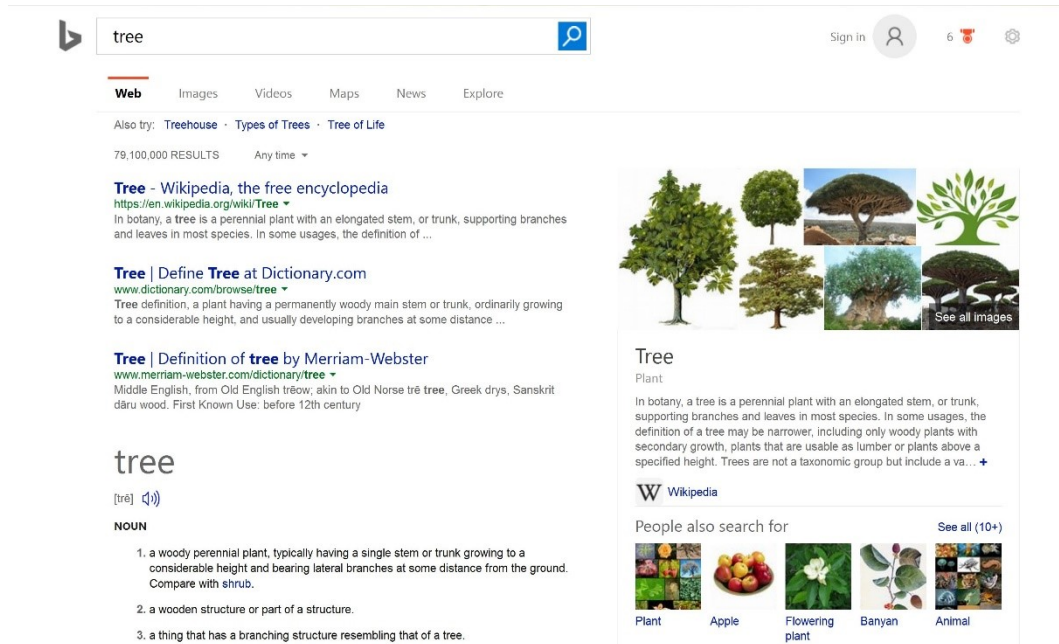 tree
Sign in
6
Web Images Videos Maps News Explore
Also try: Treehouse · Types of Trees · Tree of Life
79,100,000 RESULTS Any time
Tree - Wikipedia, the free encyclopedia
https://en.wikipedia.org/wiki/Tree
In botany, a tree is a perennial plant with an elongated stem, or trunk, supporting branches
and leaves in most species. In some usages, the definition of ...
Tree | Define Tree at Dictionary.com
www.dictionary.com/browse/tree
Tree definition, a plant having a permanently woody main stem or trunk, ordinarily growing
to a considerable height, and usually developing branches at some distance ...
Tree | Definition of tree by Merriam-Webster
www.merriam-webster.com/dictionary/tree
Middle English, from Old English trēow; akin to Old Norse trē tree, Greek drys, Sanskrit
dāru wood. First Known Use: before 12th century
tree
[trē]
NOUN
1. a woody perennial plant, typically having a single stem or trunk growing to a
considerable height and bearing lateral branches at some distance from the ground.
Compare with shrub.
2. a wooden structure or part of a structure.
3. a thing that has a branching structure resembling that of a tree.
See all images
Tree
Plant
In botany, a tree is a perennial plant with an elongated stem, or trunk,
supporting branches and leaves in most species. In some usages, the
definition of a tree may be narrower, including only woody plants with
secondary growth, plants that are usable as lumber or plants above a
specified height. Trees are not a taxonomic group but include a va... +
W Wikipedia
People also search for See all (10+)
Plant Apple Flowering Banyan Animal
plant